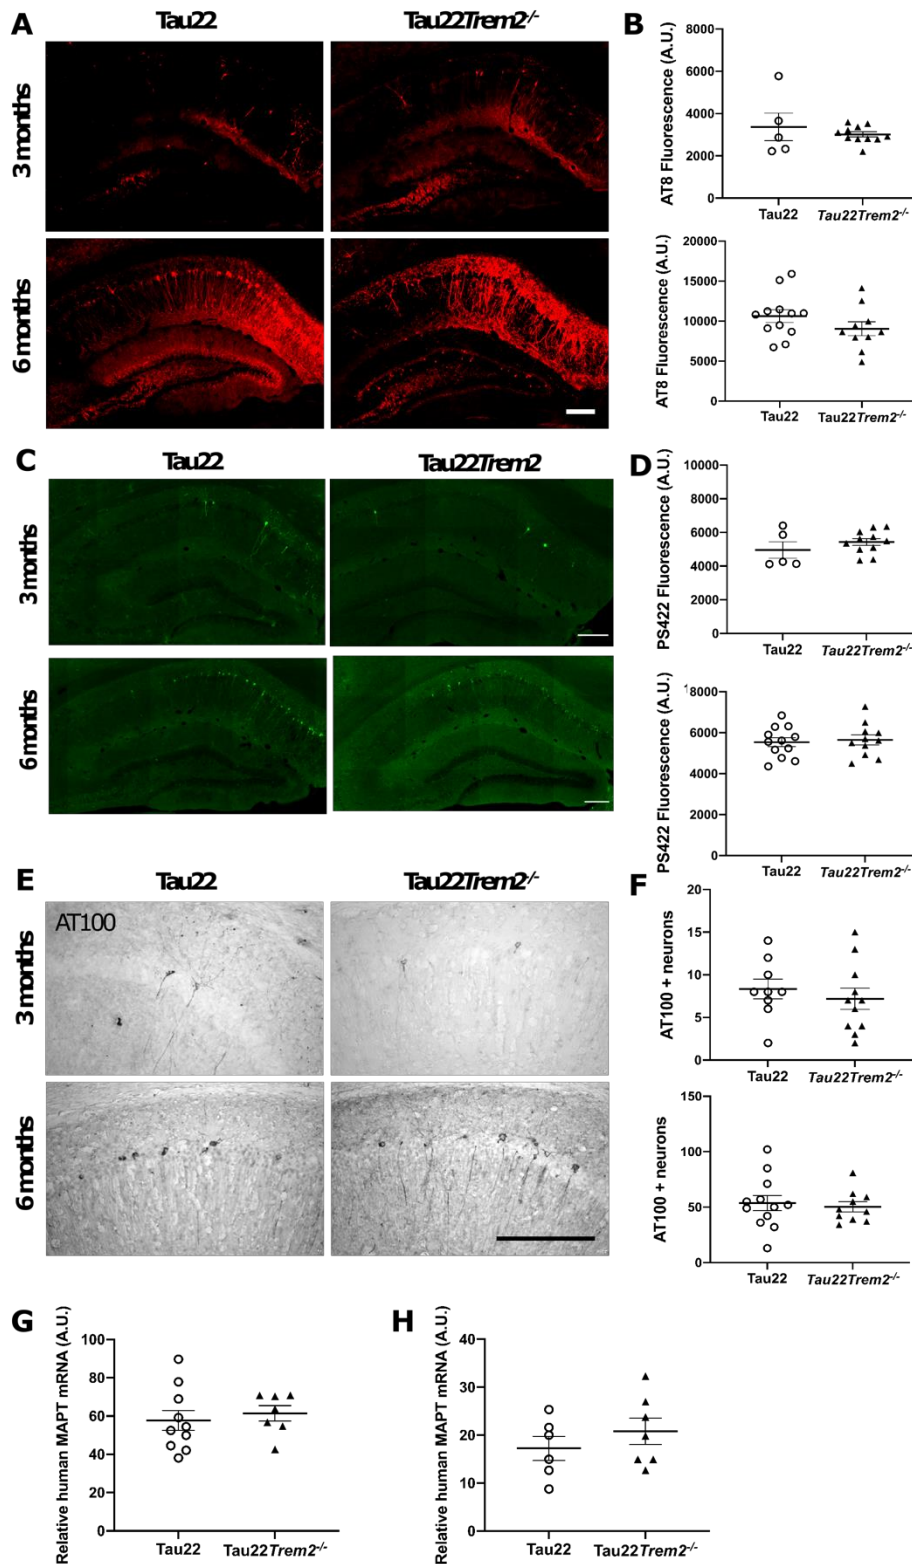 A
Tau22
Tau22Trem2-/-
3 months
6 months
B
AT8 Fluorescence (A.U.)
8000
6000
4000
2000
0
Tau22
Tau22Trem2-/-
AT8 Fluorescence (A.U.)
20000
15000
10000
5000
0
Tau22
Tau22Trem2-/-
C
Tau22
Tau22Trem2
3 months
6 months
D
PS422 Fluorescence (A.U.)
10000
8000
6000
4000
2000
0
Tau22
Tau22Trem2-/-
PS422 Fluorescence (A.U.)
8000
6000
4000
2000
0
Tau22
Tau22Trem2-/-
E
Tau22
Tau22Trem2-/-
AT100
3 months
6 months
F
AT100 + neurons
20
15
10
5
0
Tau22
Tau22Trem2-/-
AT100 + neurons
150
100
50
0
Tau22
Tau22Trem2-/-
G
Relative human MAPT mRNA (A.U.)
100
80
60
40
20
0
Tau22
Tau22Trem2-/-
H
Relative human MAPT mRNA (A.U.)
40
30
20
10
0
Tau22
Tau22Trem2-/-